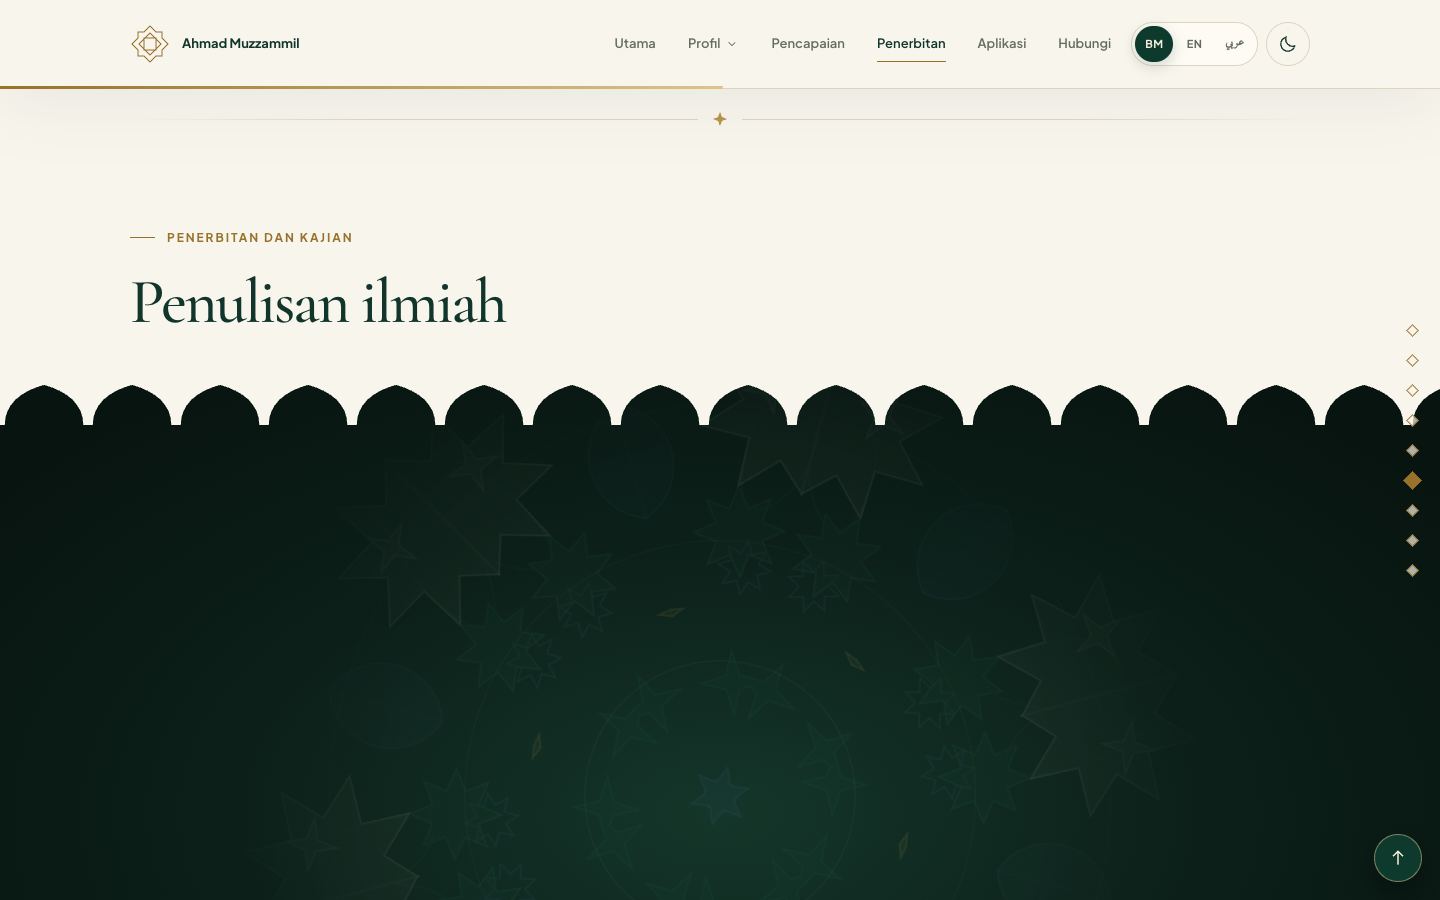 Ahmad Muzzammil
Utama
Profil
Pencapaian
Penerbitan
Aplikasi
Hubungi
BM
EN
عربي
PENERBITAN DAN KAJIAN
Penulisan ilmiah